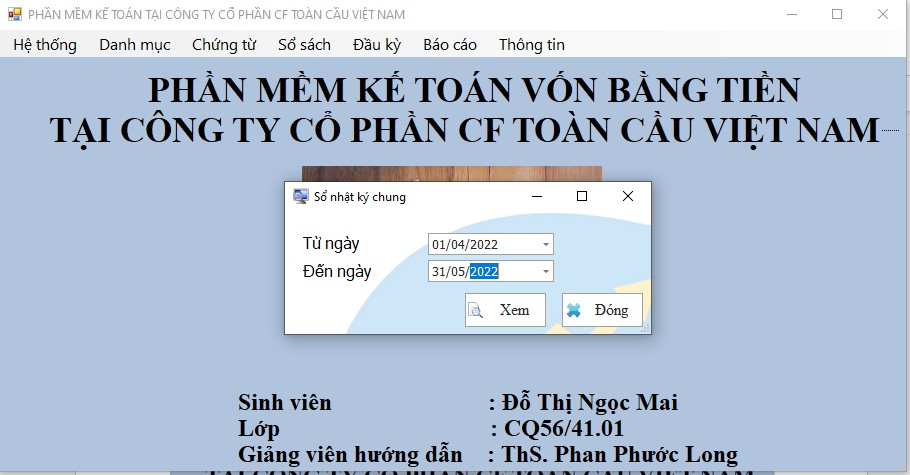 PHẦN MỀM KẾ TOÁN TẠI CÔNG TY CỔ PHẦN CF TOÀN CẦU VIỆT NAM
Hệ thống Danh mục Chứng từ Sổ sách Đầu kỳ Báo cáo Thông tin
PHẦN MỀM KẾ TOÁN VỐN BẰNG TIỀN
TẠI CÔNG TY CỔ PHẦN CF TOÀN CẦU VIỆT NAM
Sổ nhật ký chung
Từ ngày 01/04/2022
Đến ngày 31/05/2022
Xem Đóng
Sinh viên : Đỗ Thị Ngọc Mai
Lớp : CQ56/41.01
Giảng viên hướng dẫn : ThS. Phan Phước Long